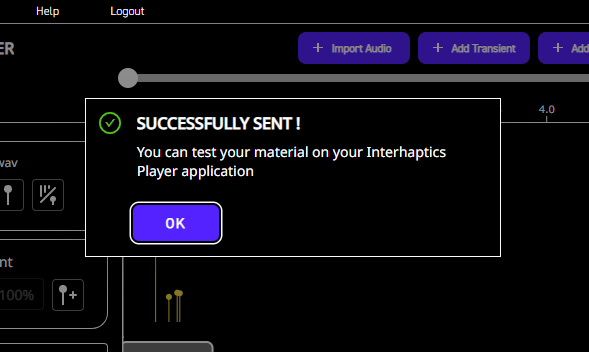 Help Logout
ER
+ Import Audio + Add Transient + Add
4.0
SUCCESSFULLY SENT !
You can test your material on your Interhaptics
Player application
OK
wav
nt
100%